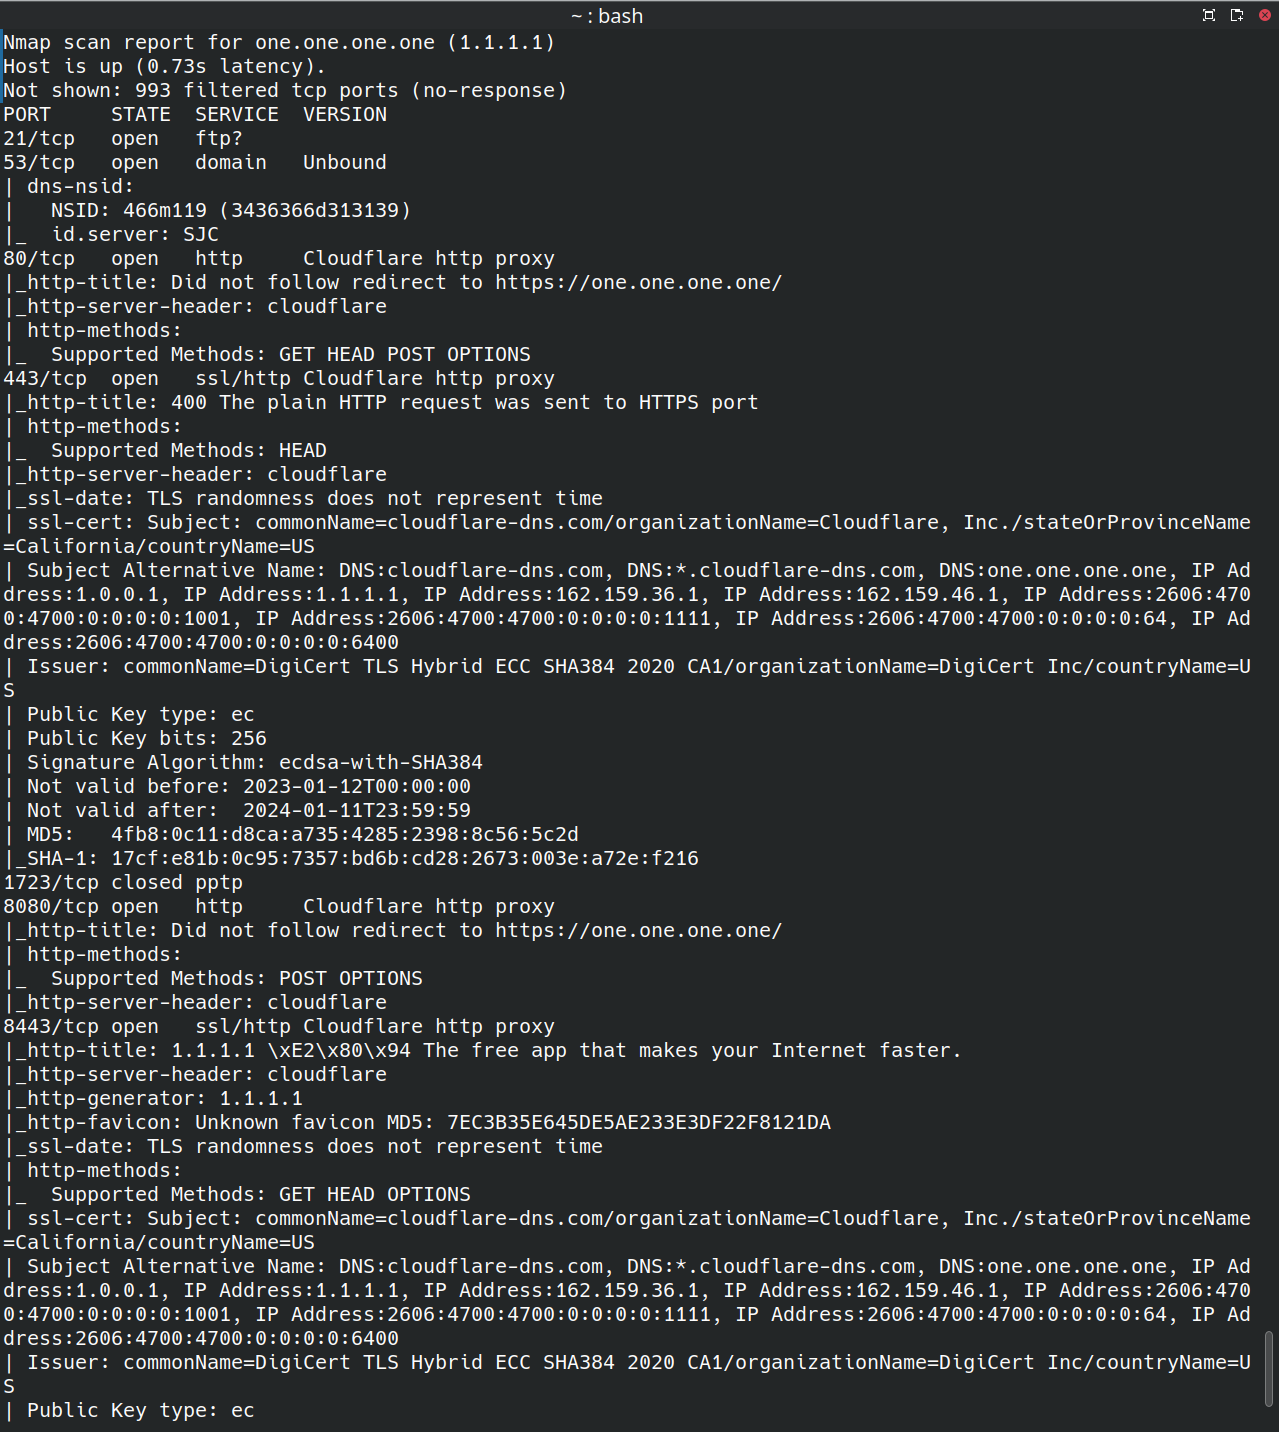 ~ : bash
Nmap scan report for one.one.one.one (1.1.1.1)
Host is up (0.73s latency).
Not shown: 993 filtered tcp ports (no-response)
PORT     STATE  SERVICE  VERSION
21/tcp   open   ftp?
53/tcp   open   domain   Unbound
| dns-nsid:
|   NSID: 466m119 (3436366d313139)
|_  id.server: SJC
80/tcp   open   http     Cloudflare http proxy
|_http-title: Did not follow redirect to https://one.one.one.one/
|_http-server-header: cloudflare
| http-methods:
|_  Supported Methods: GET HEAD POST OPTIONS
443/tcp  open   ssl/http Cloudflare http proxy
|_http-title: 400 The plain HTTP request was sent to HTTPS port
| http-methods:
|_  Supported Methods: HEAD
|_http-server-header: cloudflare
|_ssl-date: TLS randomness does not represent time
| ssl-cert: Subject: commonName=cloudflare-dns.com/organizationName=Cloudflare, Inc./stateOrProvinceName
=California/countryName=US
| Subject Alternative Name: DNS:cloudflare-dns.com, DNS:*.cloudflare-dns.com, DNS:one.one.one.one, IP Ad
dress:1.0.0.1, IP Address:1.1.1.1, IP Address:162.159.36.1, IP Address:162.159.46.1, IP Address:2606:470
0:4700:0:0:0:0:1001, IP Address:2606:4700:4700:0:0:0:0:1111, IP Address:2606:4700:4700:0:0:0:0:64, IP Ad
dress:2606:4700:4700:0:0:0:0:6400
| Issuer: commonName=DigiCert TLS Hybrid ECC SHA384 2020 CA1/organizationName=DigiCert Inc/countryName=U
S
| Public Key type: ec
| Public Key bits: 256
| Signature Algorithm: ecdsa-with-SHA384
| Not valid before: 2023-01-12T00:00:00
| Not valid after:  2024-01-11T23:59:59
| MD5:   4fb8:0c11:d8ca:a735:4285:2398:8c56:5c2d
|_SHA-1: 17cf:e81b:0c95:7357:bd6b:cd28:2673:003e:a72e:f216
1723/tcp closed pptp
8080/tcp open   http     Cloudflare http proxy
|_http-title: Did not follow redirect to https://one.one.one.one/
| http-methods:
|_  Supported Methods: POST OPTIONS
|_http-server-header: cloudflare
8443/tcp open   ssl/http Cloudflare http proxy
|_http-title: 1.1.1.1 \xE2\x80\x94 The free app that makes your Internet faster.
|_http-server-header: cloudflare
|_http-generator: 1.1.1.1
|_http-favicon: Unknown favicon MD5: 7EC3B35E645DE5AE233E3DF22F8121DA
|_ssl-date: TLS randomness does not represent time
| http-methods:
|_  Supported Methods: GET HEAD OPTIONS
| ssl-cert: Subject: commonName=cloudflare-dns.com/organizationName=Cloudflare, Inc./stateOrProvinceName
=California/countryName=US
| Subject Alternative Name: DNS:cloudflare-dns.com, DNS:*.cloudflare-dns.com, DNS:one.one.one.one, IP Ad
dress:1.0.0.1, IP Address:1.1.1.1, IP Address:162.159.36.1, IP Address:162.159.46.1, IP Address:2606:470
0:4700:0:0:0:0:1001, IP Address:2606:4700:4700:0:0:0:0:1111, IP Address:2606:4700:4700:0:0:0:0:64, IP Ad
dress:2606:4700:4700:0:0:0:0:6400
| Issuer: commonName=DigiCert TLS Hybrid ECC SHA384 2020 CA1/organizationName=DigiCert Inc/countryName=U
S
| Public Key type: ec